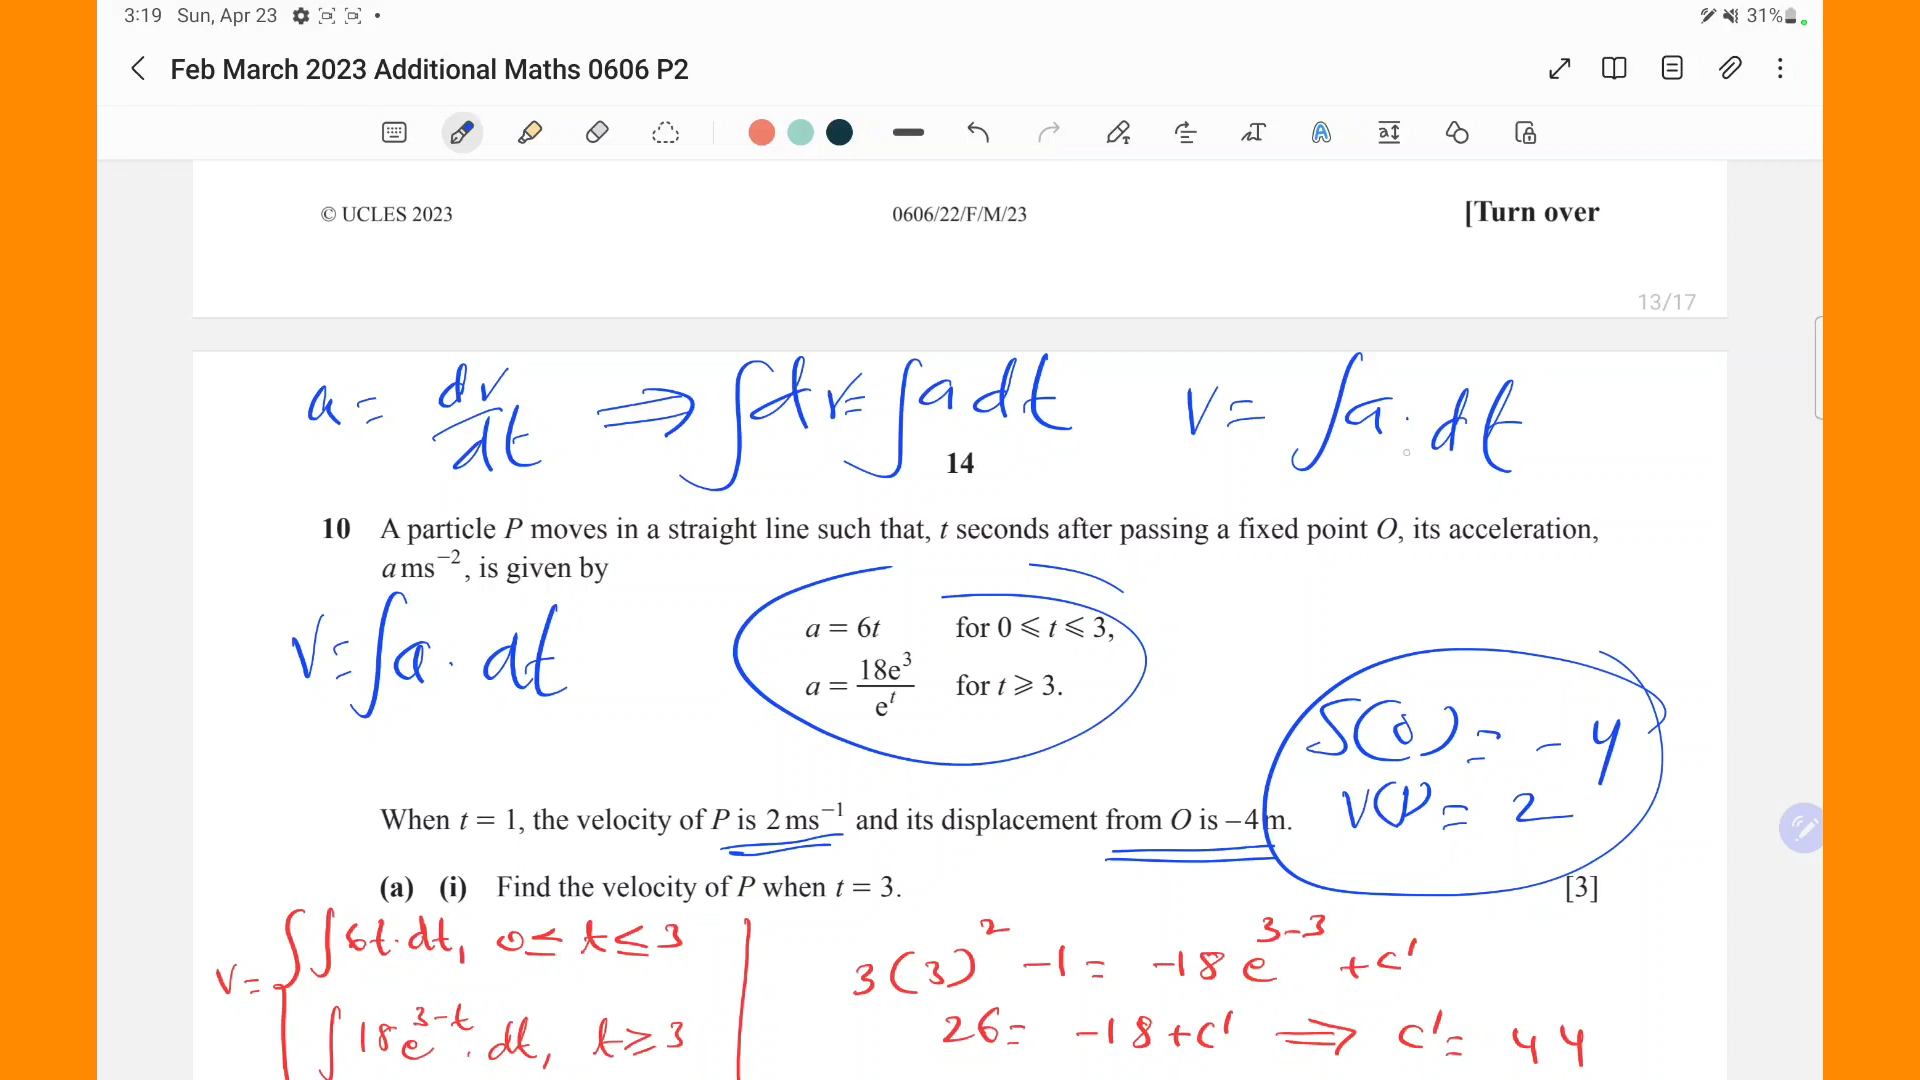 3:19 Sun, Apr 23 31%
Feb March 2023 Additional Maths 0606 P2
© UCLES 2023 0606/22/F/M/23 [Turn over
13/17
a = dv/dt ⟹ ∫dv = ∫a dt V = ∫a . dt
14
10 A particle P moves in a straight line such that, t seconds after passing a fixed point O, its acceleration,
a ms⁻², is given by
V = ∫a . dt
a = 6t for 0 ⩽ t ⩽ 3,
a = 18e³/eᵗ for t ⩾ 3.
S(0) = -4
V(1) = 2
When t = 1, the velocity of P is 2 ms⁻¹ and its displacement from O is −4 m.
(a) (i) Find the velocity of P when t = 3. [3]
V = { ∫6t.dt, 0 ≤ t ≤ 3
∫18e^(3-t) . dt, t ≥ 3
3(3)² -1 = -18e^(3-3) + c'
26 = -18 + c' ⟹ c' = 44